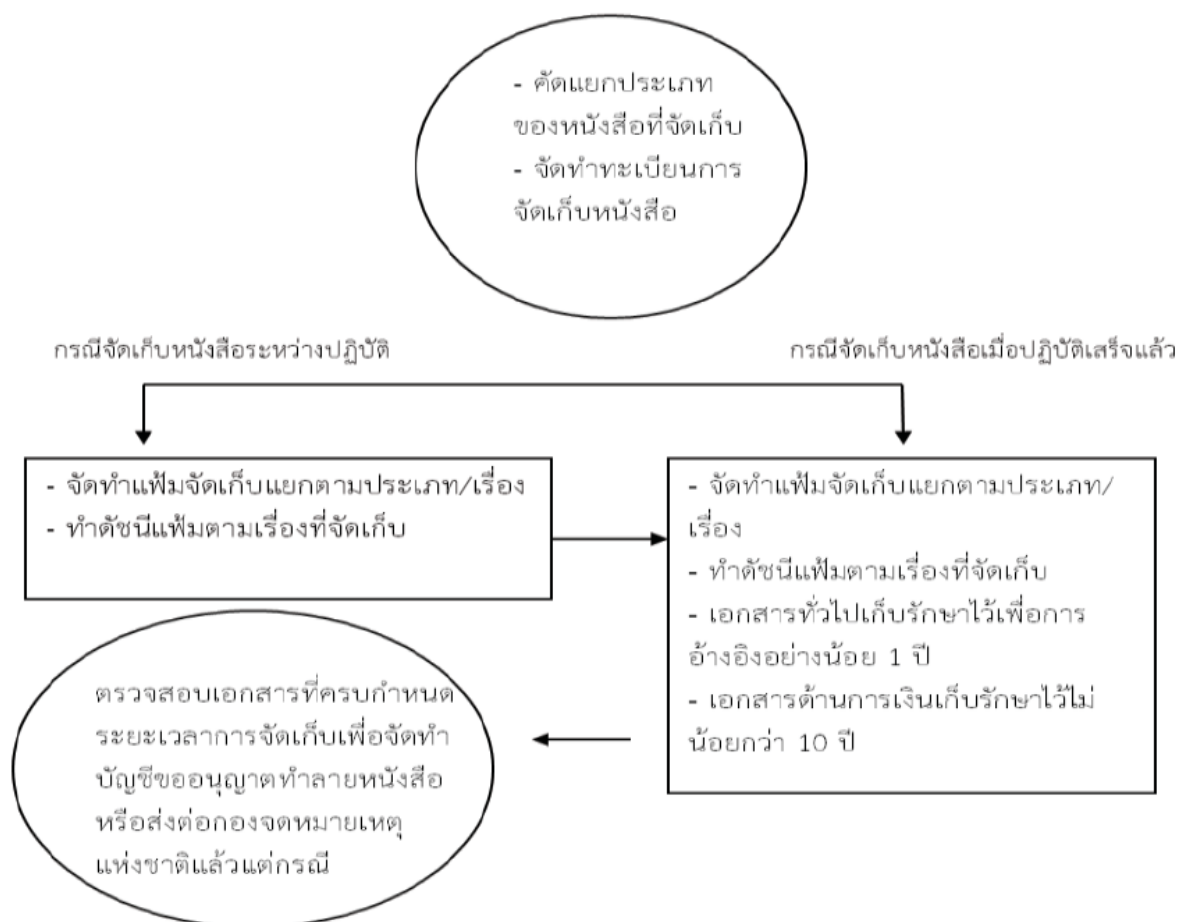 - คัดแยกประเภท
ของหนังสือที่จัดเก็บ
- จัดทำทะเบียนการ
จัดเก็บหนังสือ
กรณีจัดเก็บหนังสือระหว่างปฏิบัติ
กรณีจัดเก็บหนังสือเมื่อปฏิบัติเสร็จแล้ว
- จัดทำแฟ้มจัดเก็บแยกตามประเภท/เรื่อง
- ทำดัชนีแฟ้มตามเรื่องที่จัดเก็บ
- จัดทำแฟ้มจัดเก็บแยกตามประเภท/
เรื่อง
- ทำดัชนีแฟ้มตามเรื่องที่จัดเก็บ
- เอกสารทั่วไปเก็บรักษาไว้เพื่อการ
อ้างอิงอย่างน้อย 1 ปี
- เอกสารด้านการเงินเก็บรักษาไว้ไม่
น้อยกว่า 10 ปี
ตรวจสอบเอกสารที่ครบกำหนด
ระยะเวลาการจัดเก็บเพื่อจัดทำ
บัญชีขออนุญาตทำลายหนังสือ
หรือส่งต่อกองจดหมายเหตุ
แห่งชาติแล้วแต่กรณี